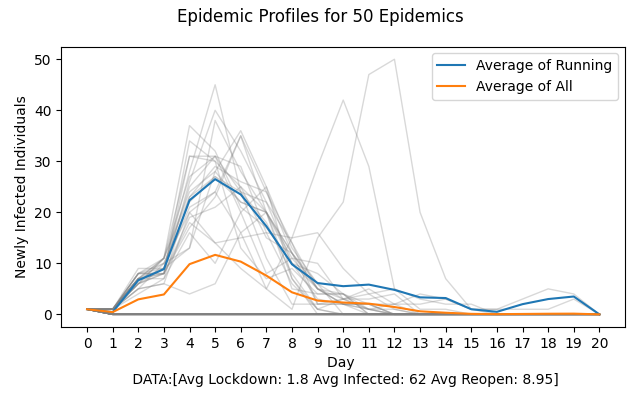 Epidemic Profiles for 50 Epidemics
Newly Infected Individuals
50
40
30
20
10
0
Average of Running
Average of All
0 1 2 3 4 5 6 7 8 9 10 11 12 13 14 15 16 17 18 19 20
Day
DATA:[Avg Lockdown: 1.8 Avg Infected: 62 Avg Reopen: 8.95]